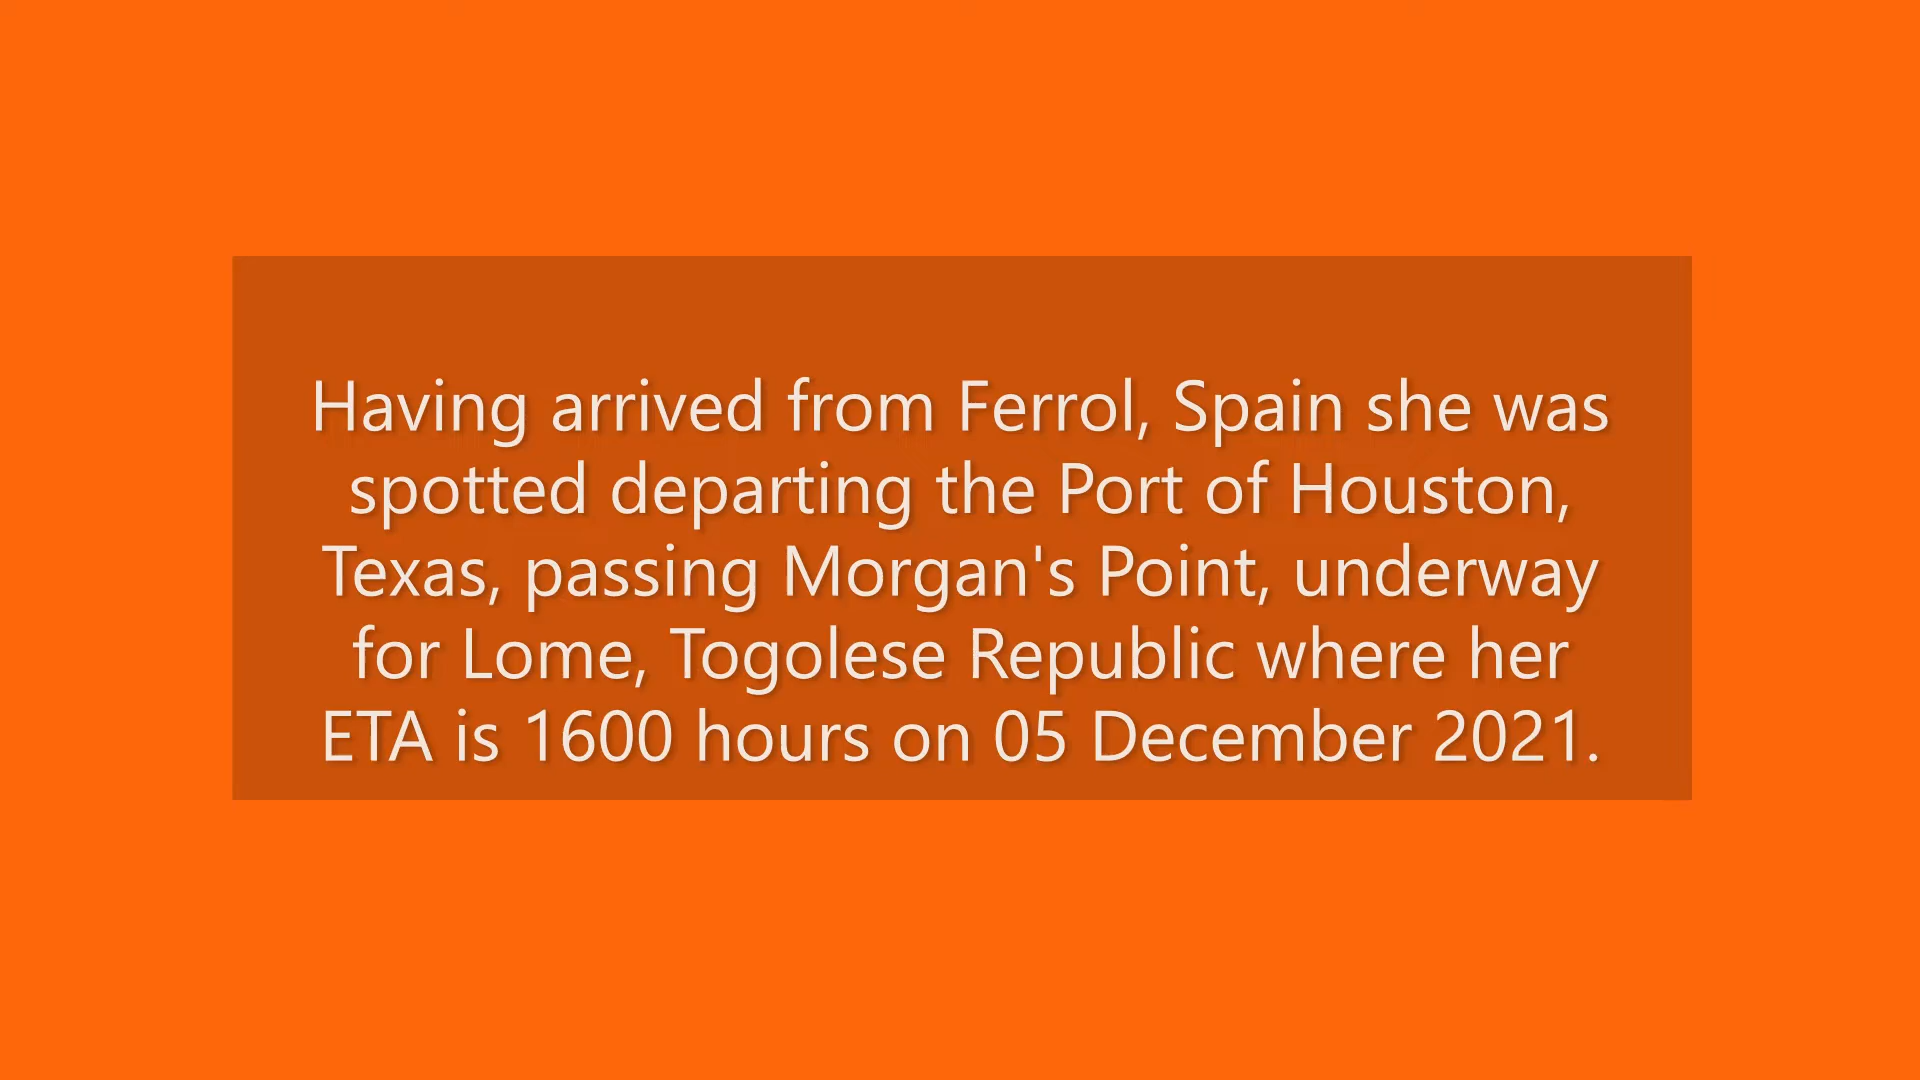 Having arrived from Ferrol, Spain she was
spotted departing the Port of Houston,
Texas, passing Morgan's Point, underway
for Lome, Togolese Republic where her
ETA is 1600 hours on 05 December 2021.